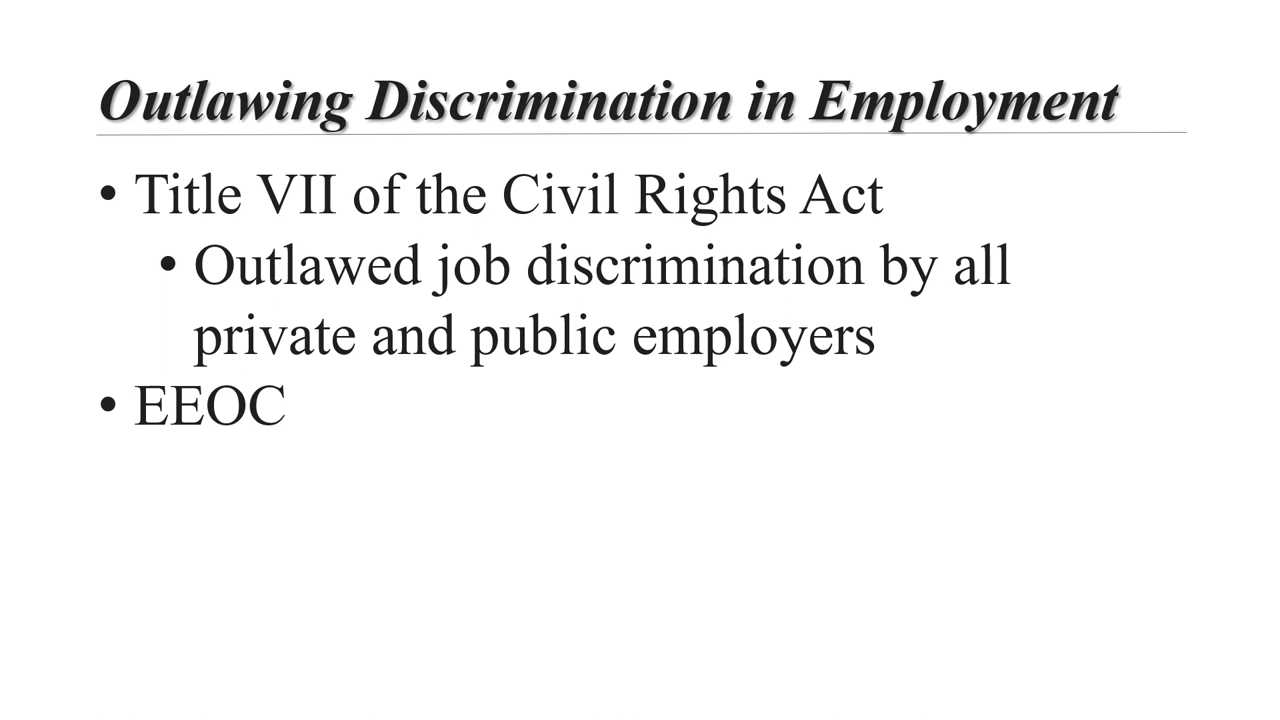 Outlawing Discrimination in Employment
• Title VII of the Civil Rights Act
• Outlawed job discrimination by all
private and public employers
• EEOC